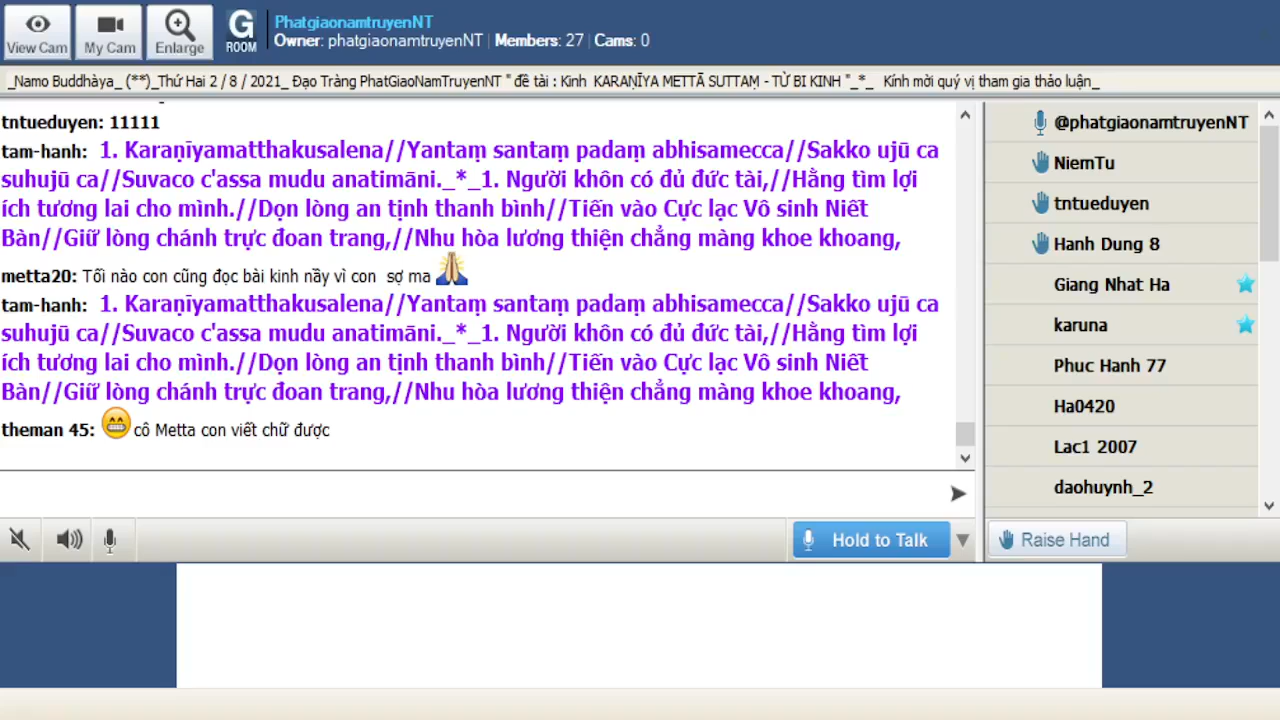 View Cam
My Cam
Enlarge
G
ROOM
PhatgiaonamtruyenNT
Owner: phatgiaonamtruyenNT | Members: 27 | Cams: 0
_Namo Buddhàya_ (**)_Thứ Hai 2 / 8 / 2021_ Đạo Tràng PhatGiaoNamTruyenNT " đề tài : Kinh KARAṆĪYA METTĀ SUTTAṂ - TỪ BI KINH "_*_ Kính mời quý vị tham gia thảo luận_
tntueduyen: 11111
tam-hanh: 1. Karaṇīyamatthakusalena//Yantaṃ santaṃ padaṃ abhisamecca//Sakko ujū ca
suhujū ca//Suvaco c'assa mudu anatimāni._*_1. Người khôn có đủ đức tài,//Hằng tìm lợi
ích tương lai cho mình.//Dọn lòng an tịnh thanh bình//Tiến vào Cực lạc Vô sinh Niết
Bàn//Giữ lòng chánh trực đoan trang,//Nhu hòa lương thiện chẳng màng khoe khoang,
metta20: Tối nào con cũng đọc bài kinh nầy vì con sợ ma
tam-hanh: 1. Karaṇīyamatthakusalena//Yantaṃ santaṃ padaṃ abhisamecca//Sakko ujū ca
suhujū ca//Suvaco c'assa mudu anatimāni._*_1. Người khôn có đủ đức tài,//Hằng tìm lợi
ích tương lai cho mình.//Dọn lòng an tịnh thanh bình//Tiến vào Cực lạc Vô sinh Niết
Bàn//Giữ lòng chánh trực đoan trang,//Nhu hòa lương thiện chẳng màng khoe khoang,
theman 45: cô Metta con viết chữ được
@phatgiaonamtruyenNT
NiemTu
tntueduyen
Hanh Dung 8
Giang Nhat Ha
karuna
Phuc Hanh 77
Ha0420
Lac1 2007
daohuynh_2
Hold to Talk
Raise Hand